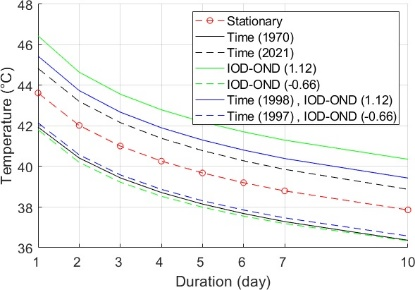 48
46
44
42
40
38
36
Temperature (°C)
Stationary
Time (1970)
Time (2021)
IOD-OND (1.12)
IOD-OND (-0.66)
Time (1998) , IOD-OND (1.12)
Time (1997) , IOD-OND (-0.66)
1 2 3 4 5 6 7 10
Duration (day)